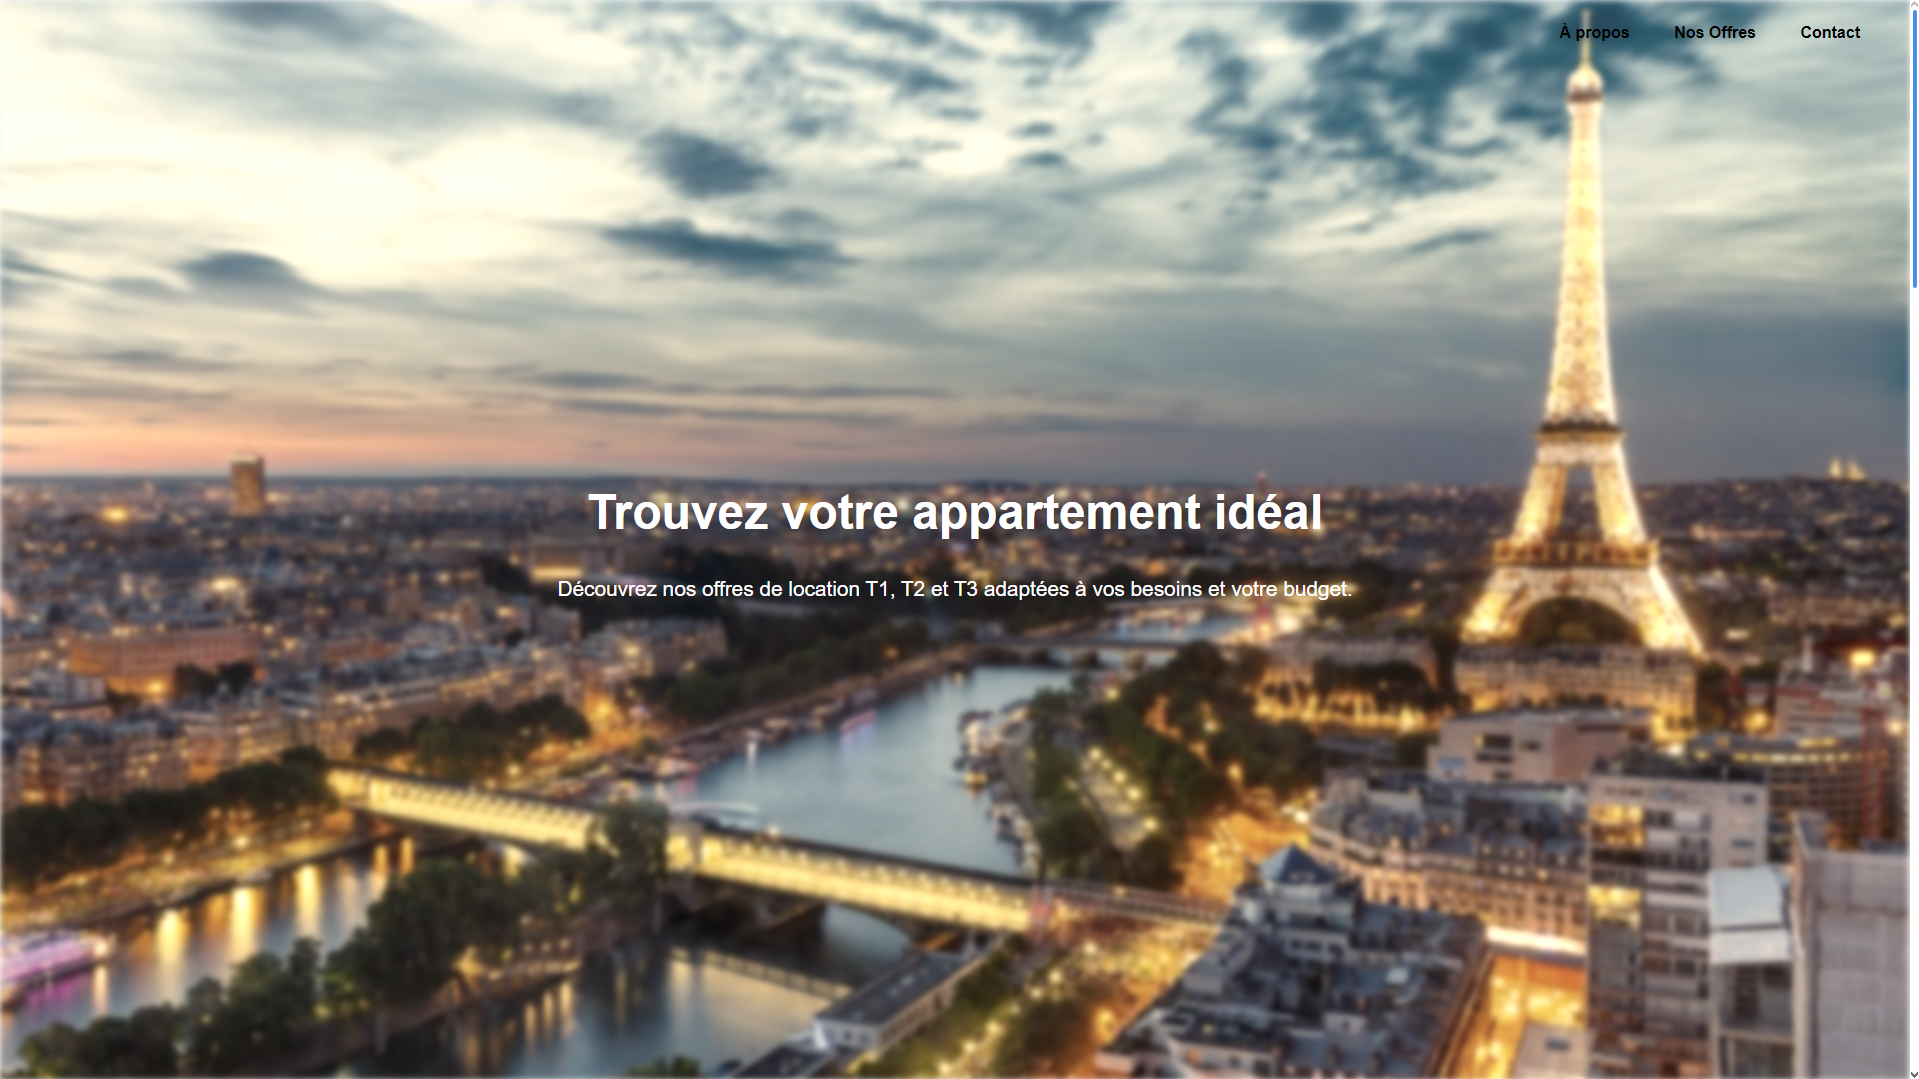 À propos Nos Offres Contact
Trouvez votre appartement idéal
Découvrez nos offres de location T1, T2 et T3 adaptées à vos besoins et votre budget.